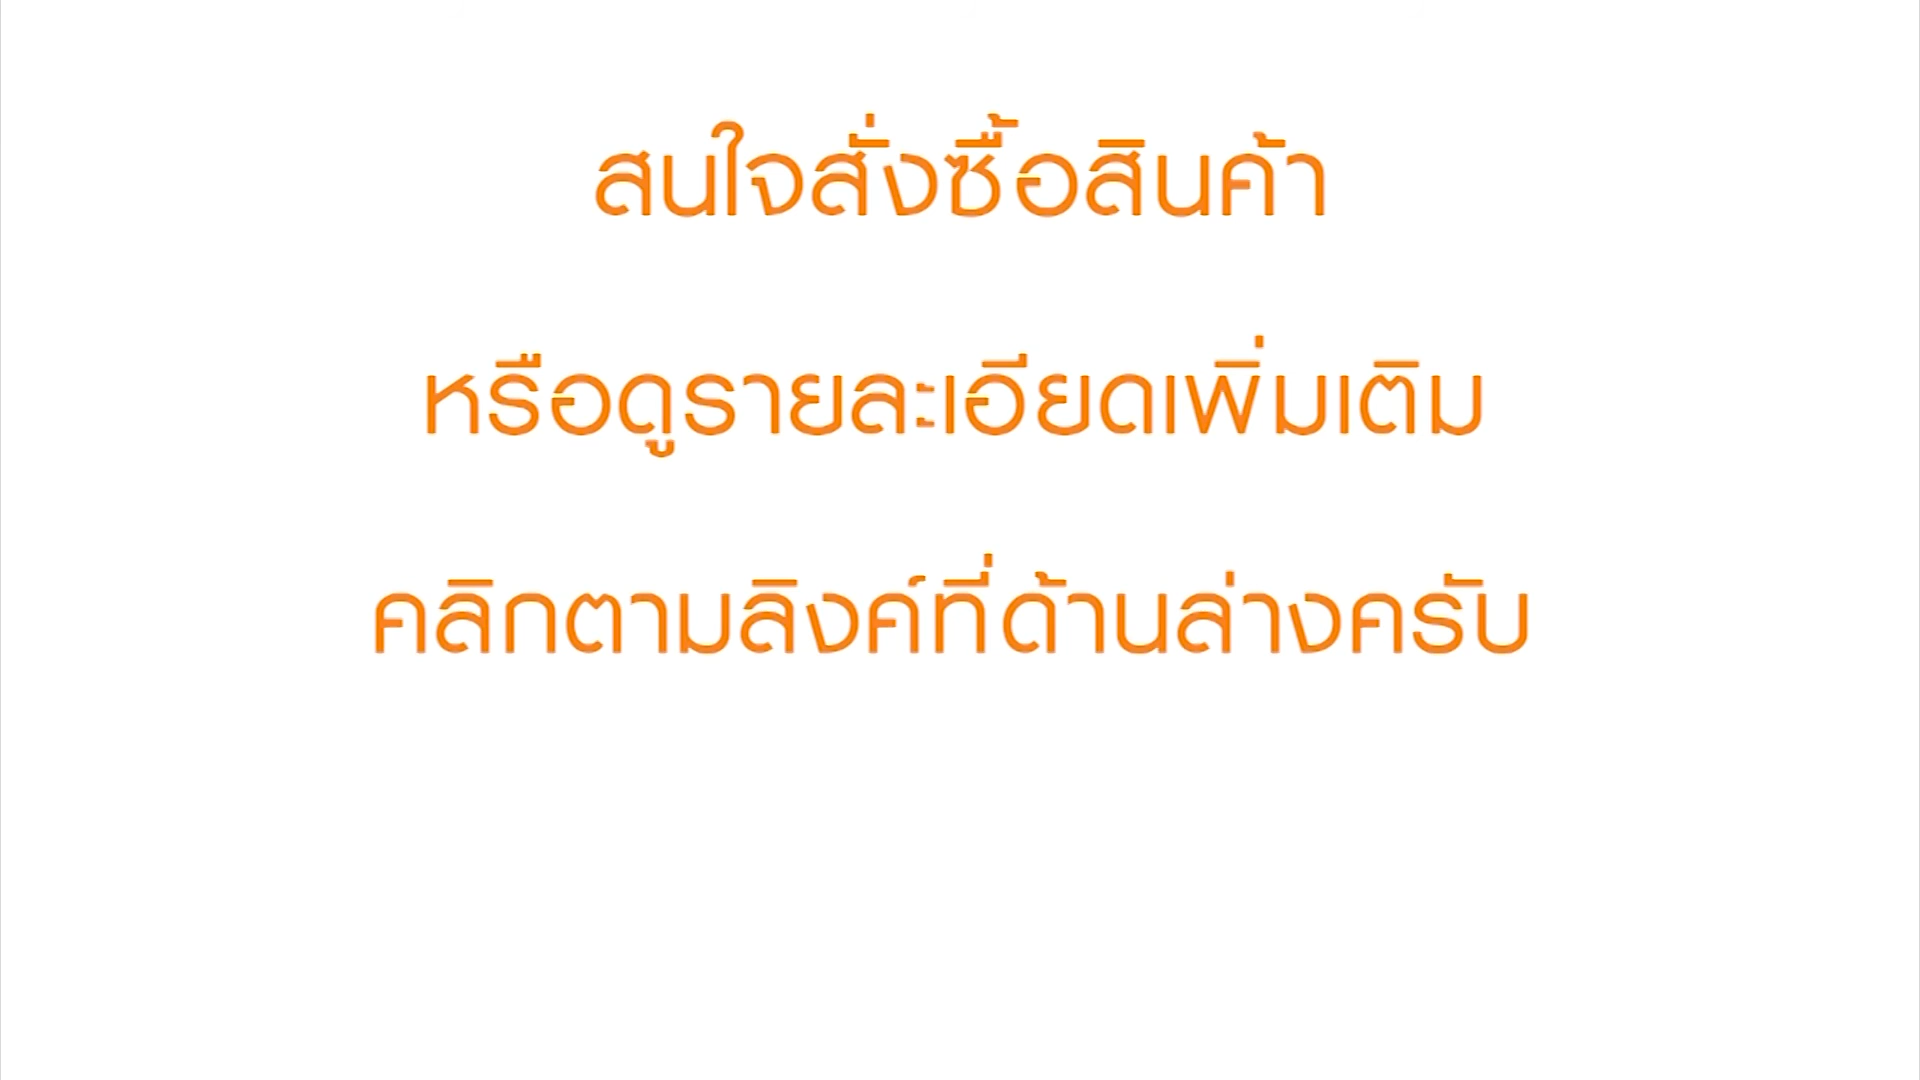 สนใจสั่งซื้อสินค้า
หรือดูรายละเอียดเพิ่มเติม
คลิกตามลิงค์ที่ด้านล่างครับ